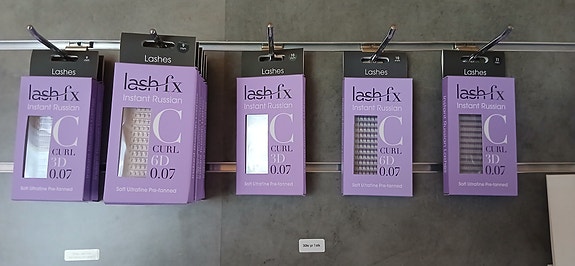 Lashes
lash fx
Instant Russian
C
CURL
3D
0.07
Soft Ultrafine Pre-fanned
Lashes
lash fx
Instant Russian
C
CURL
6D
0.07
Soft Ultrafine Pre-fanned
Lashes
lash fx
Instant Russian
C
CURL
3D
0.07
Soft Ultrafine Pre-fanned
Lashes
lash fx
Instant Russian
C
CURL
6D
0.07
Soft Ultrafine Pre-fanned
Lashes
lash fx
Instant Russian
C
CURL
3D
0.07
Soft Ultrafine Pre-fanned